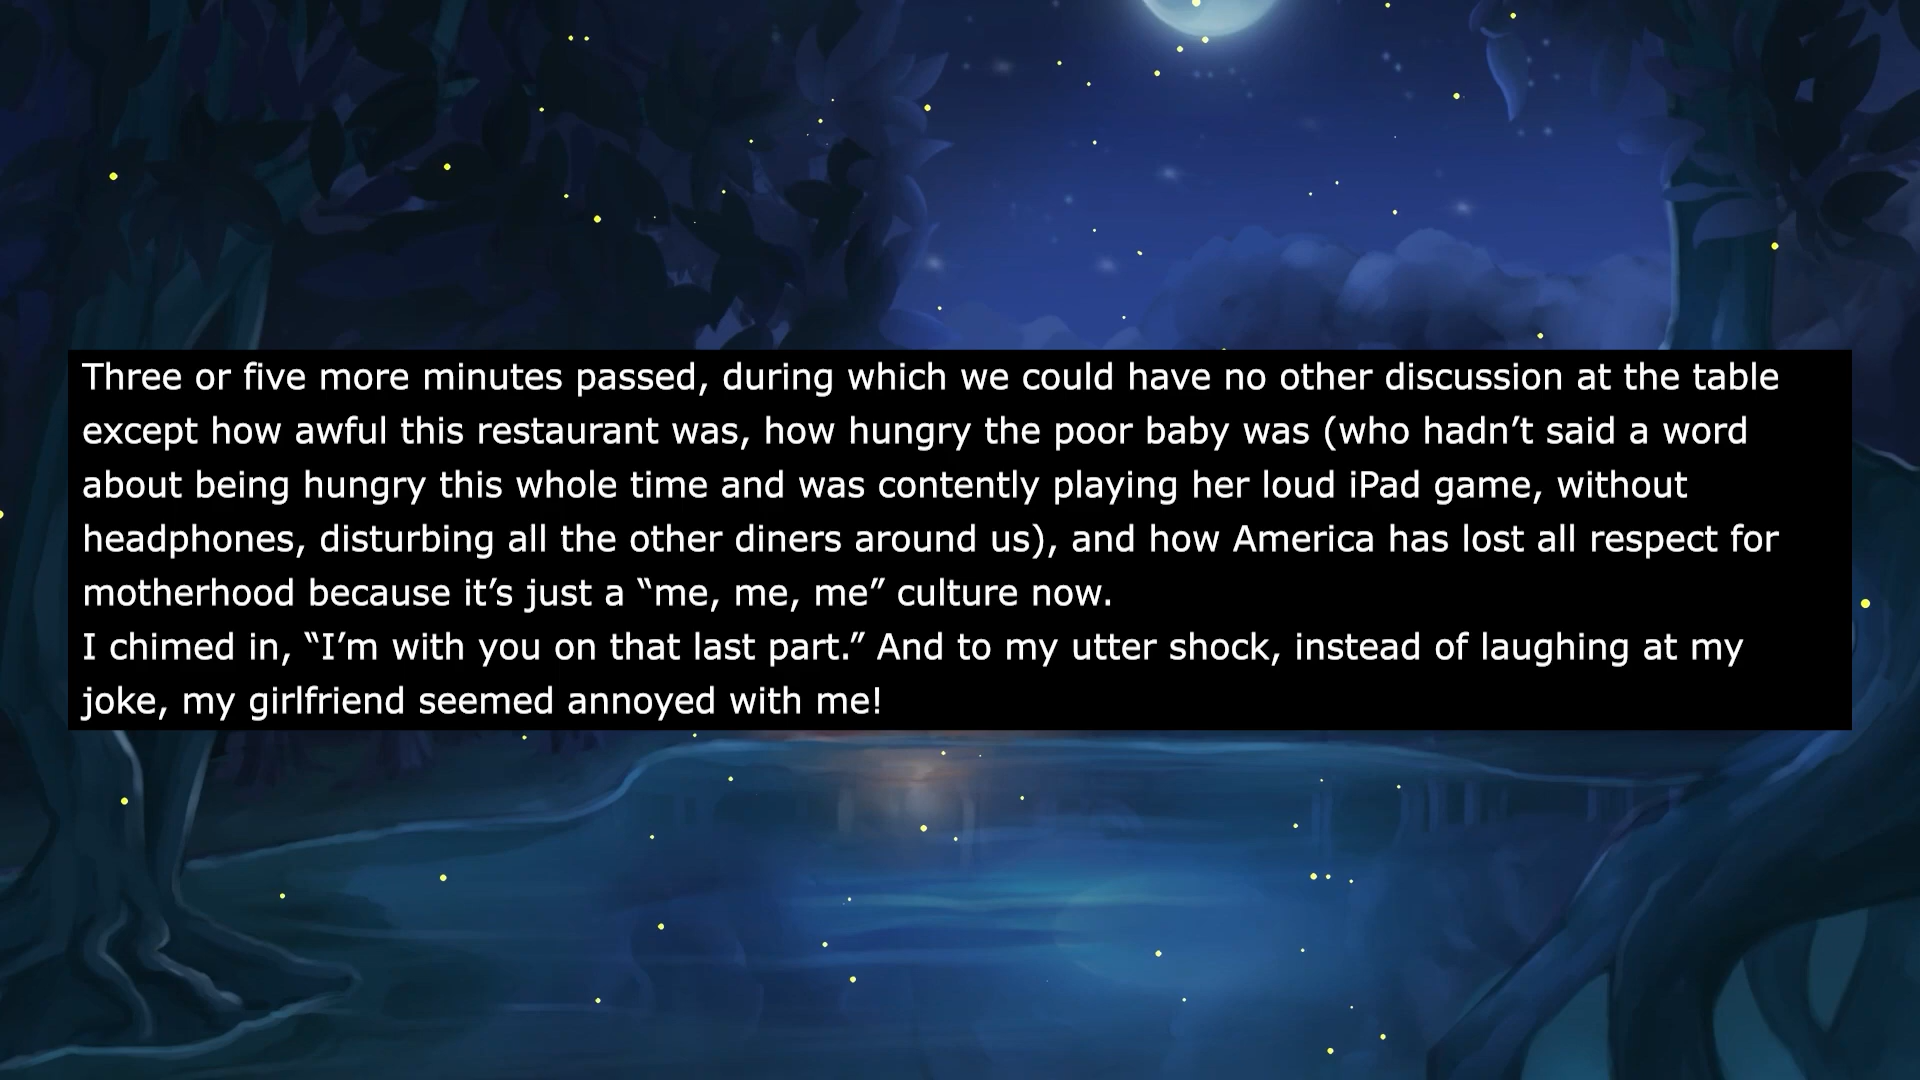 Three or five more minutes passed, during which we could have no other discussion at the table
except how awful this restaurant was, how hungry the poor baby was (who hadn’t said a word
about being hungry this whole time and was contently playing her loud iPad game, without
headphones, disturbing all the other diners around us), and how America has lost all respect for
motherhood because it’s just a “me, me, me” culture now.
I chimed in, “I’m with you on that last part.” And to my utter shock, instead of laughing at my
joke, my girlfriend seemed annoyed with me!